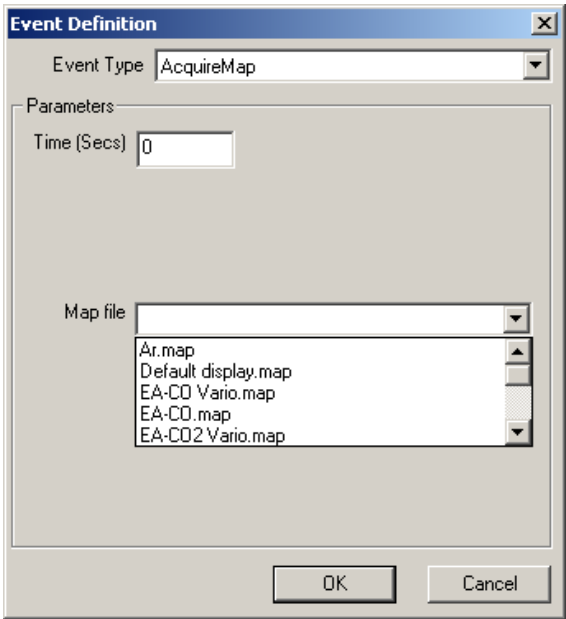 Event Definition
Event Type AcquireMap
Parameters
Time (Secs) 0
Map file
Ar.map
Default display.map
EA-CO Vario.map
EA-CO.map
EA-CO2 Vario.map
OK Cancel